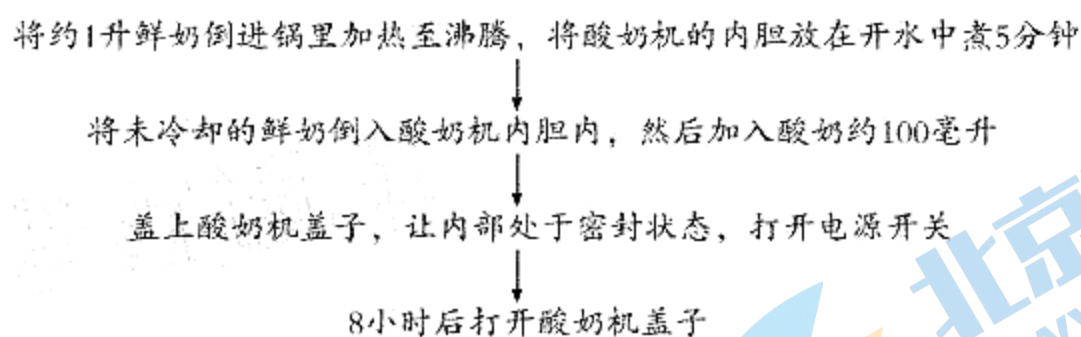 将约1升鲜奶倒进锅里加热至沸腾，将酸奶机的内胆放在开水中煮5分钟
将未冷却的鲜奶倒入酸奶机内胆内，然后加入酸奶约100毫升
盖上酸奶机盖子，让内部处于密封状态，打开电源开关
8小时后打开酸奶机盖子
北京